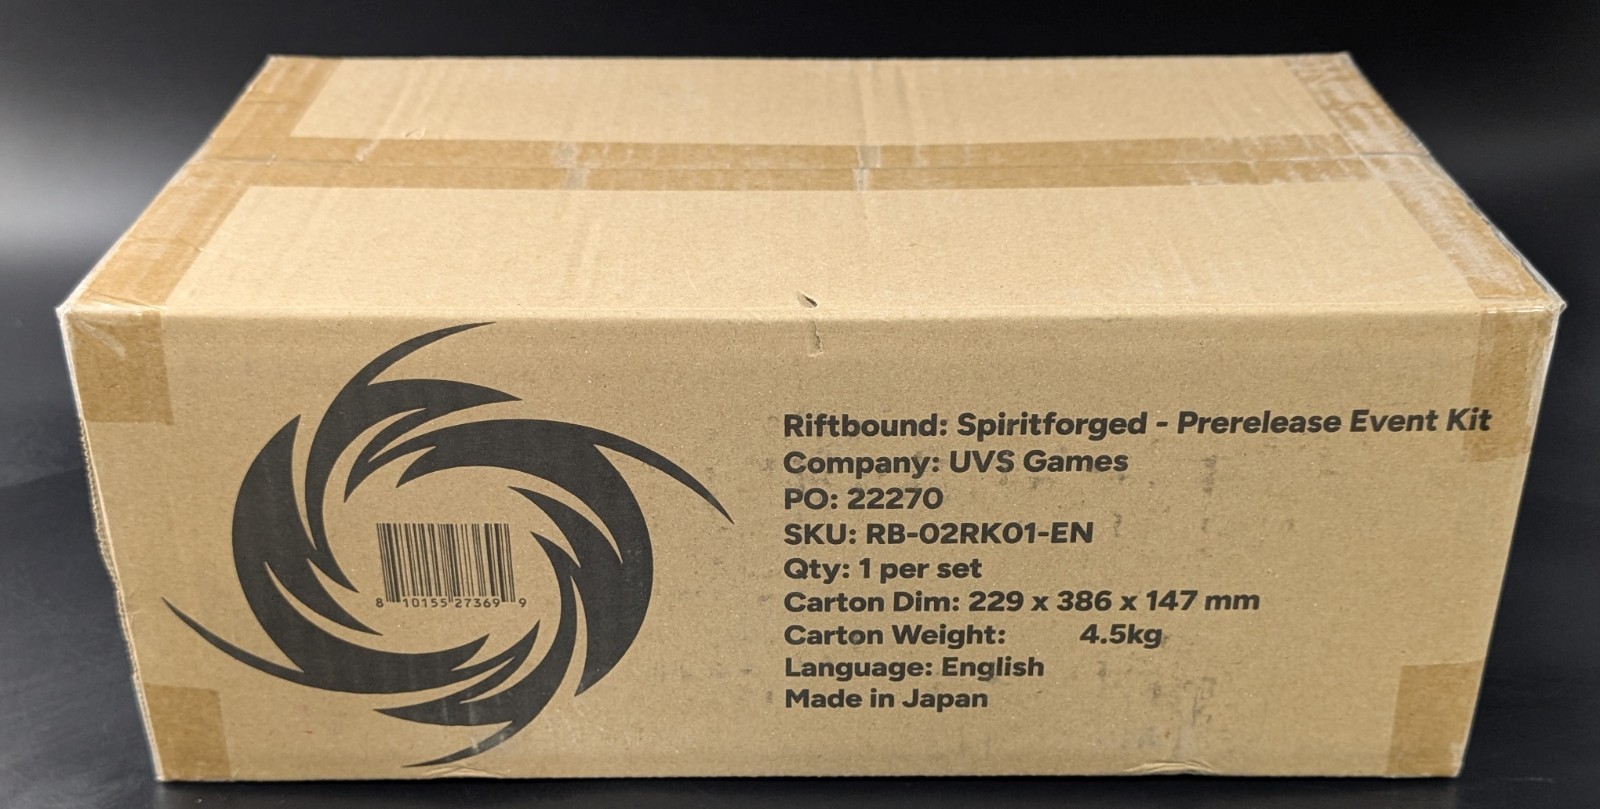 Riftbound: Spiritforged - Prerelease Event Kit
Company: UVS Games
PO: 22270
SKU: RB-02RK01-EN
Qty: 1 per set
Carton Dim: 229 x 386 x 147 mm
Carton Weight: 4.5kg
Language: English
Made in Japan
8 10155 27369 9